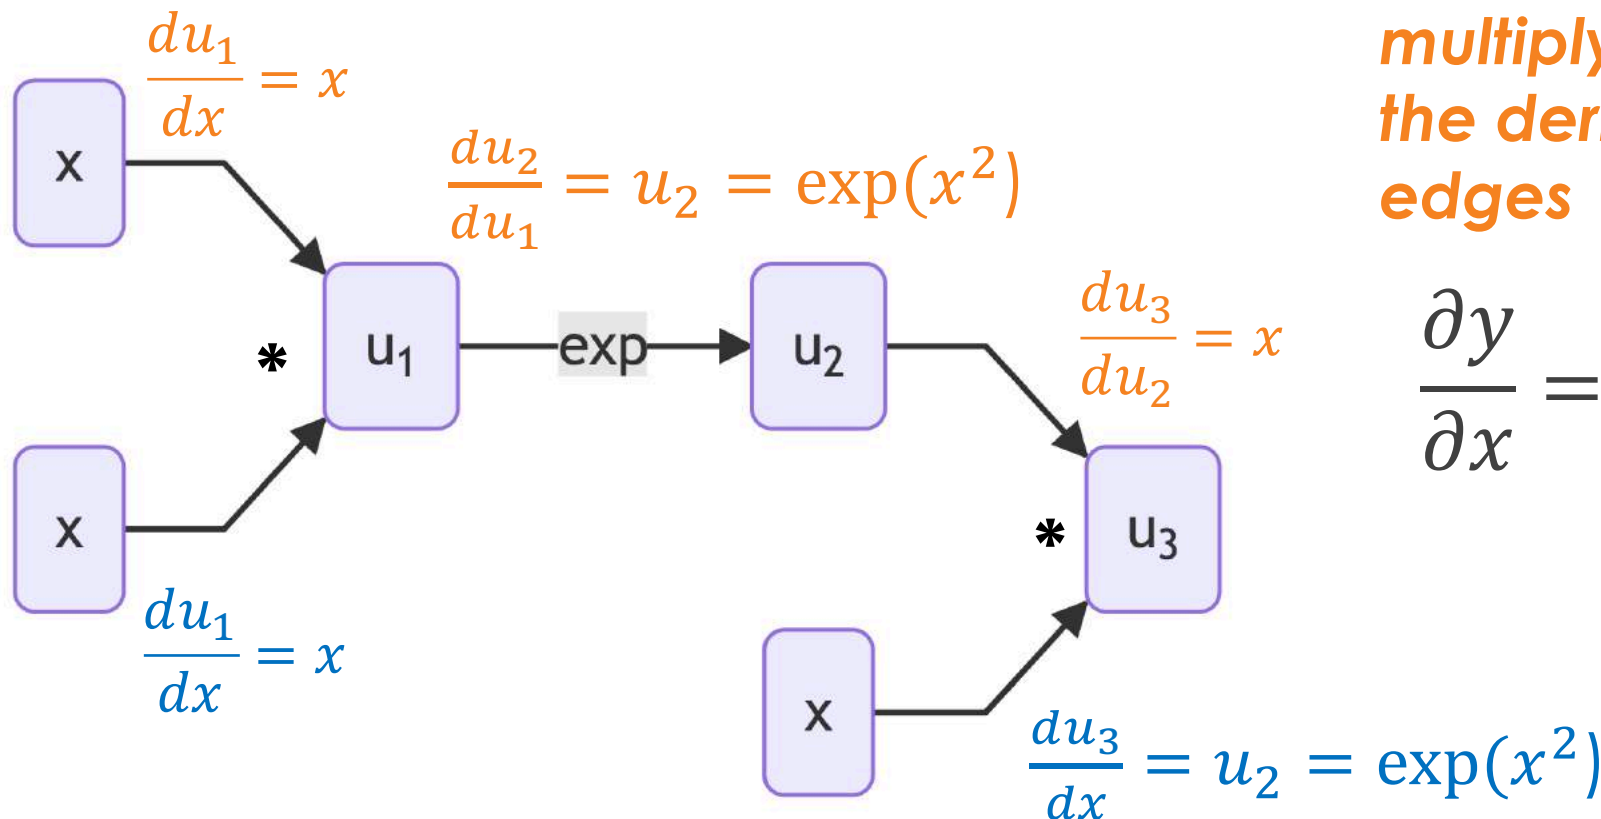 du₁/dx = x
multiply
the der
edges
x
du₂/du₁ = u₂ = exp(x²)
du₃/du₂ = x
* u₁ exp u₂
∂y/∂x =
x
* u₃
du₁/dx = x
x
du₃/dx = u₂ = exp(x²)